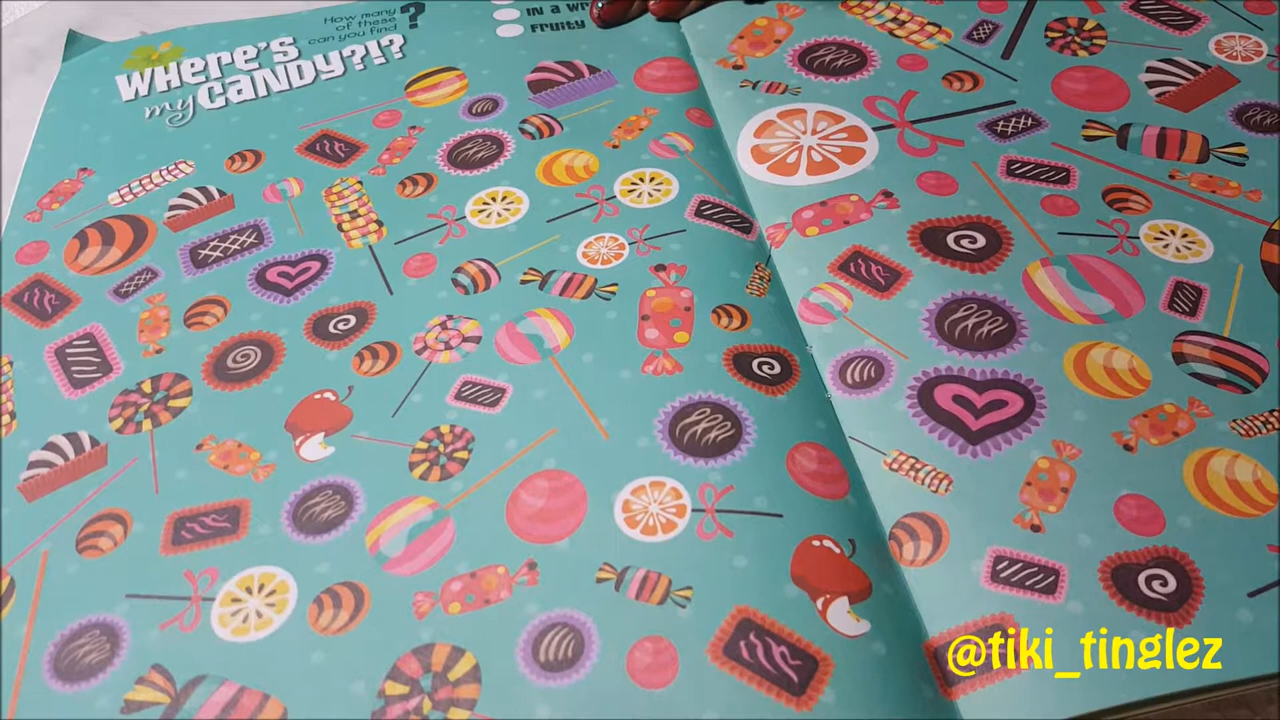 How many
of these
can you find
?
WHere's
my CANDY?!?
IN a
FRUITY
@tiki_tinglez